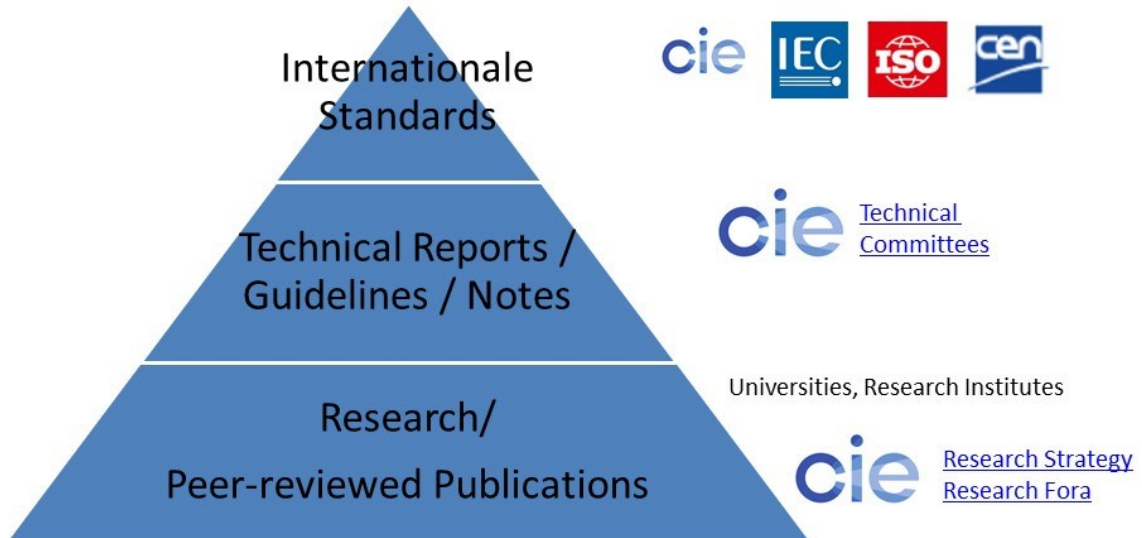 Internationale
Standards
cie IEC ISO cen
Technical Reports /
Guidelines / Notes
cie Technical
Committees
Universities, Research Institutes
Research/
Peer-reviewed Publications
cie Research Strategy
Research Fora